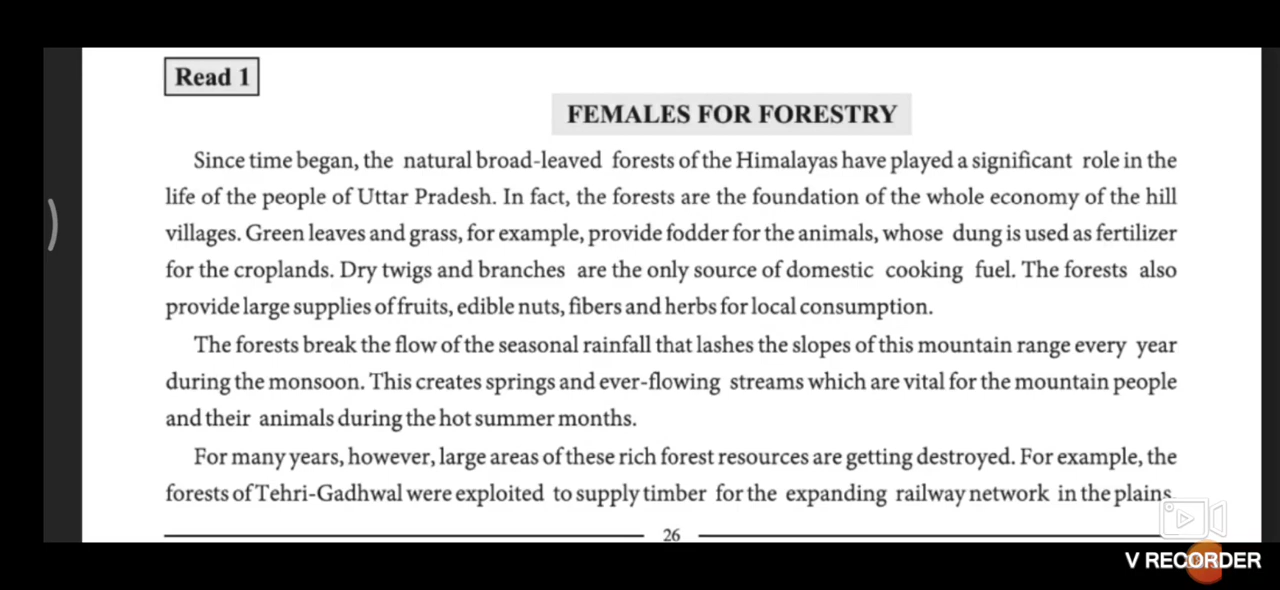 Read 1
FEMALES FOR FORESTRY
Since time began, the natural broad-leaved forests of the Himalayas have played a significant role in the
life of the people of Uttar Pradesh. In fact, the forests are the foundation of the whole economy of the hill
villages. Green leaves and grass, for example, provide fodder for the animals, whose dung is used as fertilizer
for the croplands. Dry twigs and branches are the only source of domestic cooking fuel. The forests also
provide large supplies of fruits, edible nuts, fibers and herbs for local consumption.
The forests break the flow of the seasonal rainfall that lashes the slopes of this mountain range every year
during the monsoon. This creates springs and ever-flowing streams which are vital for the mountain people
and their animals during the hot summer months.
For many years, however, large areas of these rich forest resources are getting destroyed. For example, the
forests of Tehri-Gadhwal were exploited to supply timber for the expanding railway network in the plains.
26
V RECORDER